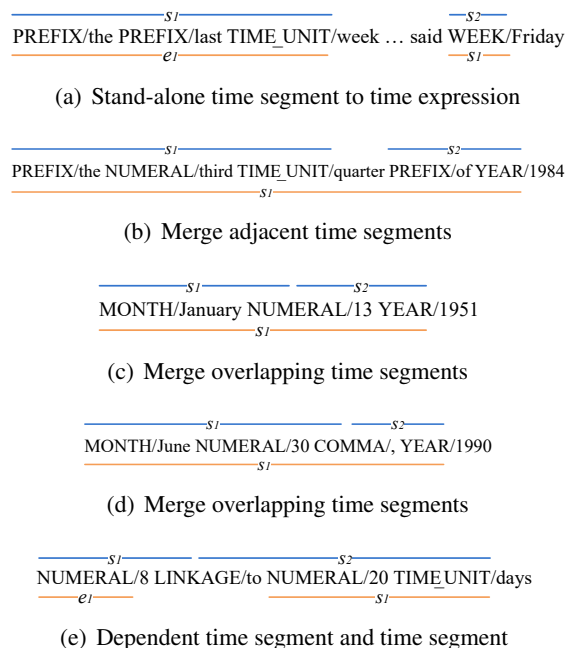 s1 s2
PREFIX/the PREFIX/last TIME_UNIT/week … said WEEK/Friday
e1 s1
(a) Stand-alone time segment to time expression
s1 s2
PREFIX/the NUMERAL/third TIME_UNIT/quarter PREFIX/of YEAR/1984
s1
(b) Merge adjacent time segments
s1 s2
MONTH/January NUMERAL/13 YEAR/1951
s1
(c) Merge overlapping time segments
s1 s2
MONTH/June NUMERAL/30 COMMA/, YEAR/1990
s1
(d) Merge overlapping time segments
s1 s2
NUMERAL/8 LINKAGE/to NUMERAL/20 TIME_UNIT/days
e1 s1
(e) Dependent time segment and time segment